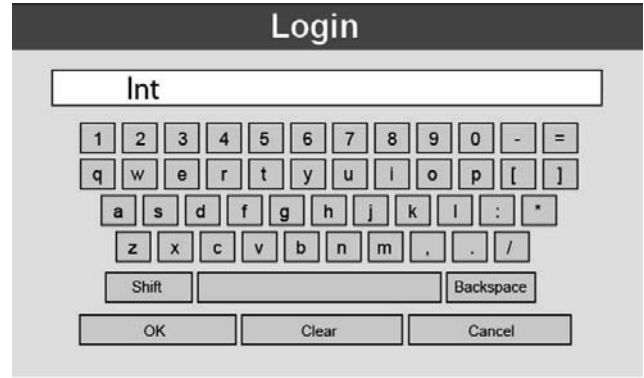 Login
Int
1 2 3 4 5 6 7 8 9 0 - =
q w e r t y u i o p [ ]
a s d f g h j k l : *
z x c v b n m , . /
Shift Backspace
OK Clear Cancel